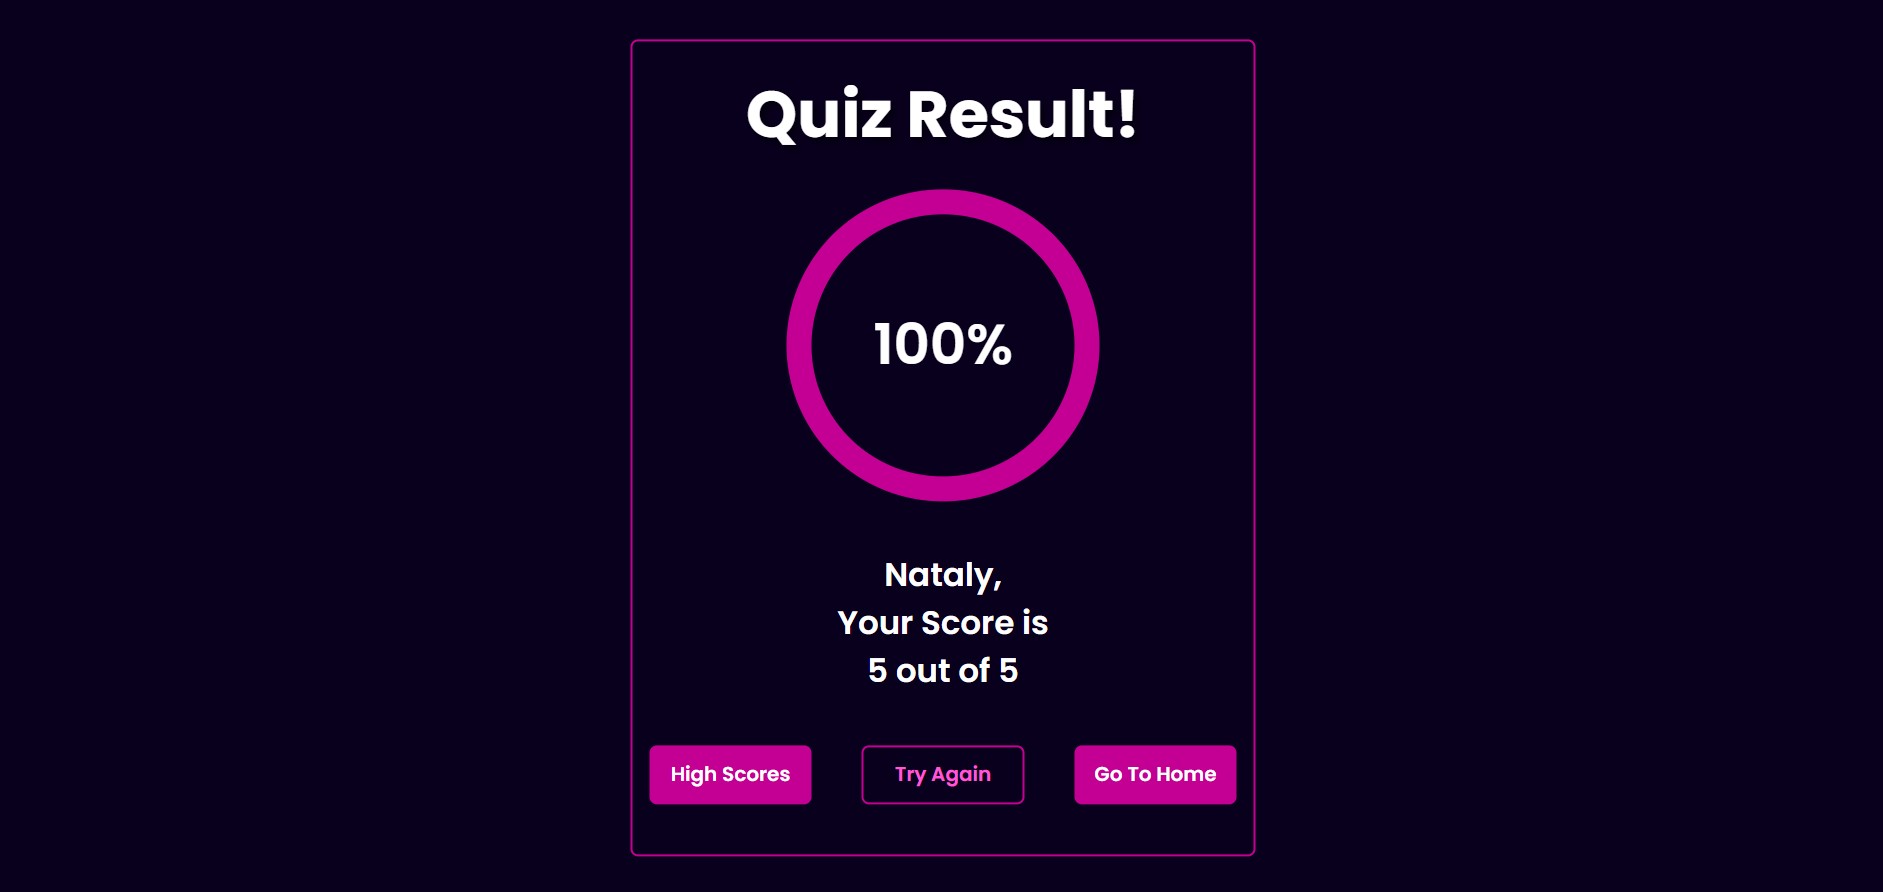 Quiz Result!
100%
Nataly,
Your Score is
5 out of 5
High Scores
Try Again
Go To Home